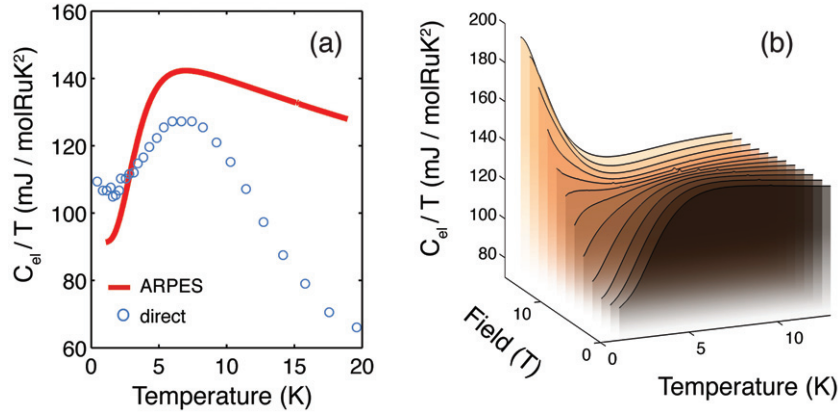 (a)
C_el / T (mJ / molRuK²)
160
140
120
100
80
60
ARPES
direct
0
5
10
15
20
Temperature (K)
(b)
C_el / T (mJ / molRuK²)
200
180
160
140
120
100
80
10
0
Field (T)
0
5
10
Temperature (K)